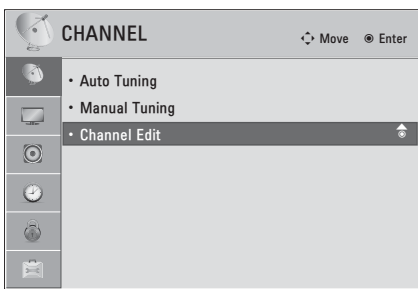 CHANNEL
Move Enter
• Auto Tuning
• Manual Tuning
• Channel Edit